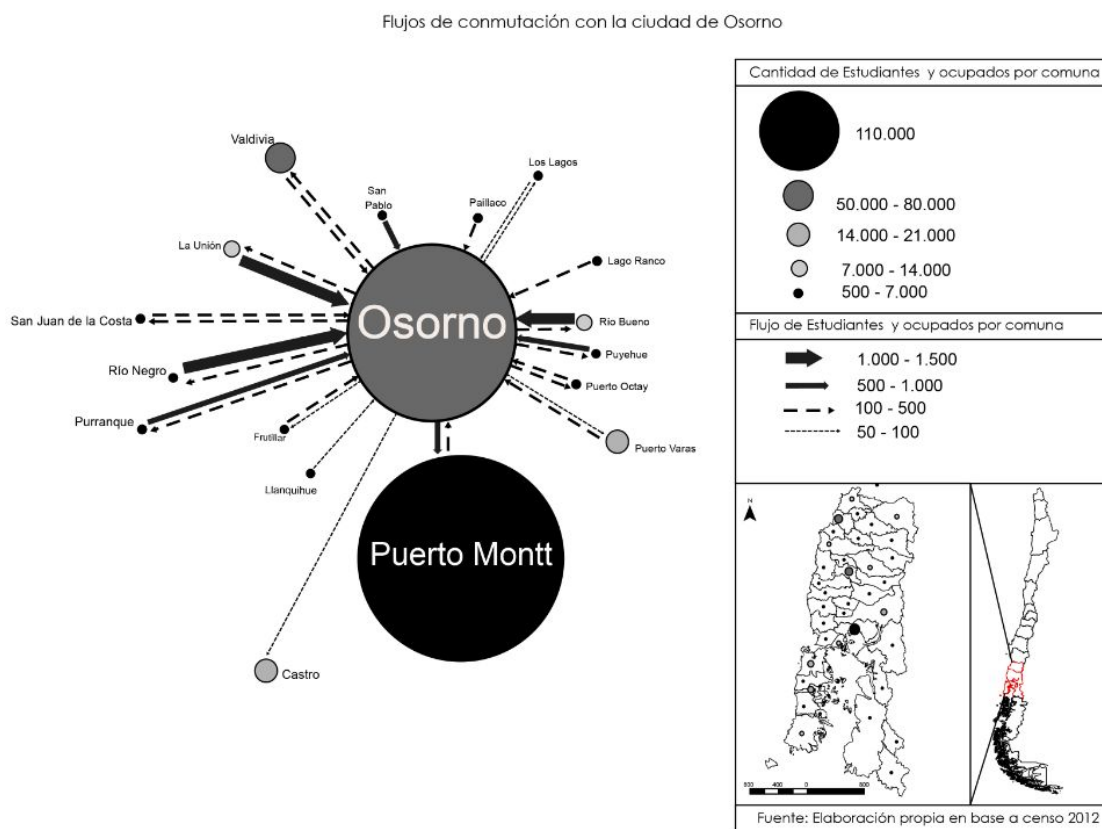 Flujos de conmutación con la ciudad de Osorno
Valdivia
San
Pablo
Paillaco
Los Lagos
La Unión
Lago Ranco
San Juan de la Costa
Osorno
Río Bueno
Puyehue
Río Negro
Puerto Octay
Purranque
Frutillar
Puerto Varas
Llanquihue
Puerto Montt
Castro
Cantidad de Estudiantes y ocupados por comuna
110.000
50.000 - 80.000
14.000 - 21.000
7.000 - 14.000
500 - 7.000
Flujo de Estudiantes y ocupados por comuna
1.000 - 1.500
500 - 1.000
100 - 500
50 - 100
N
0
Fuente: Elaboración propia en base a censo 2012